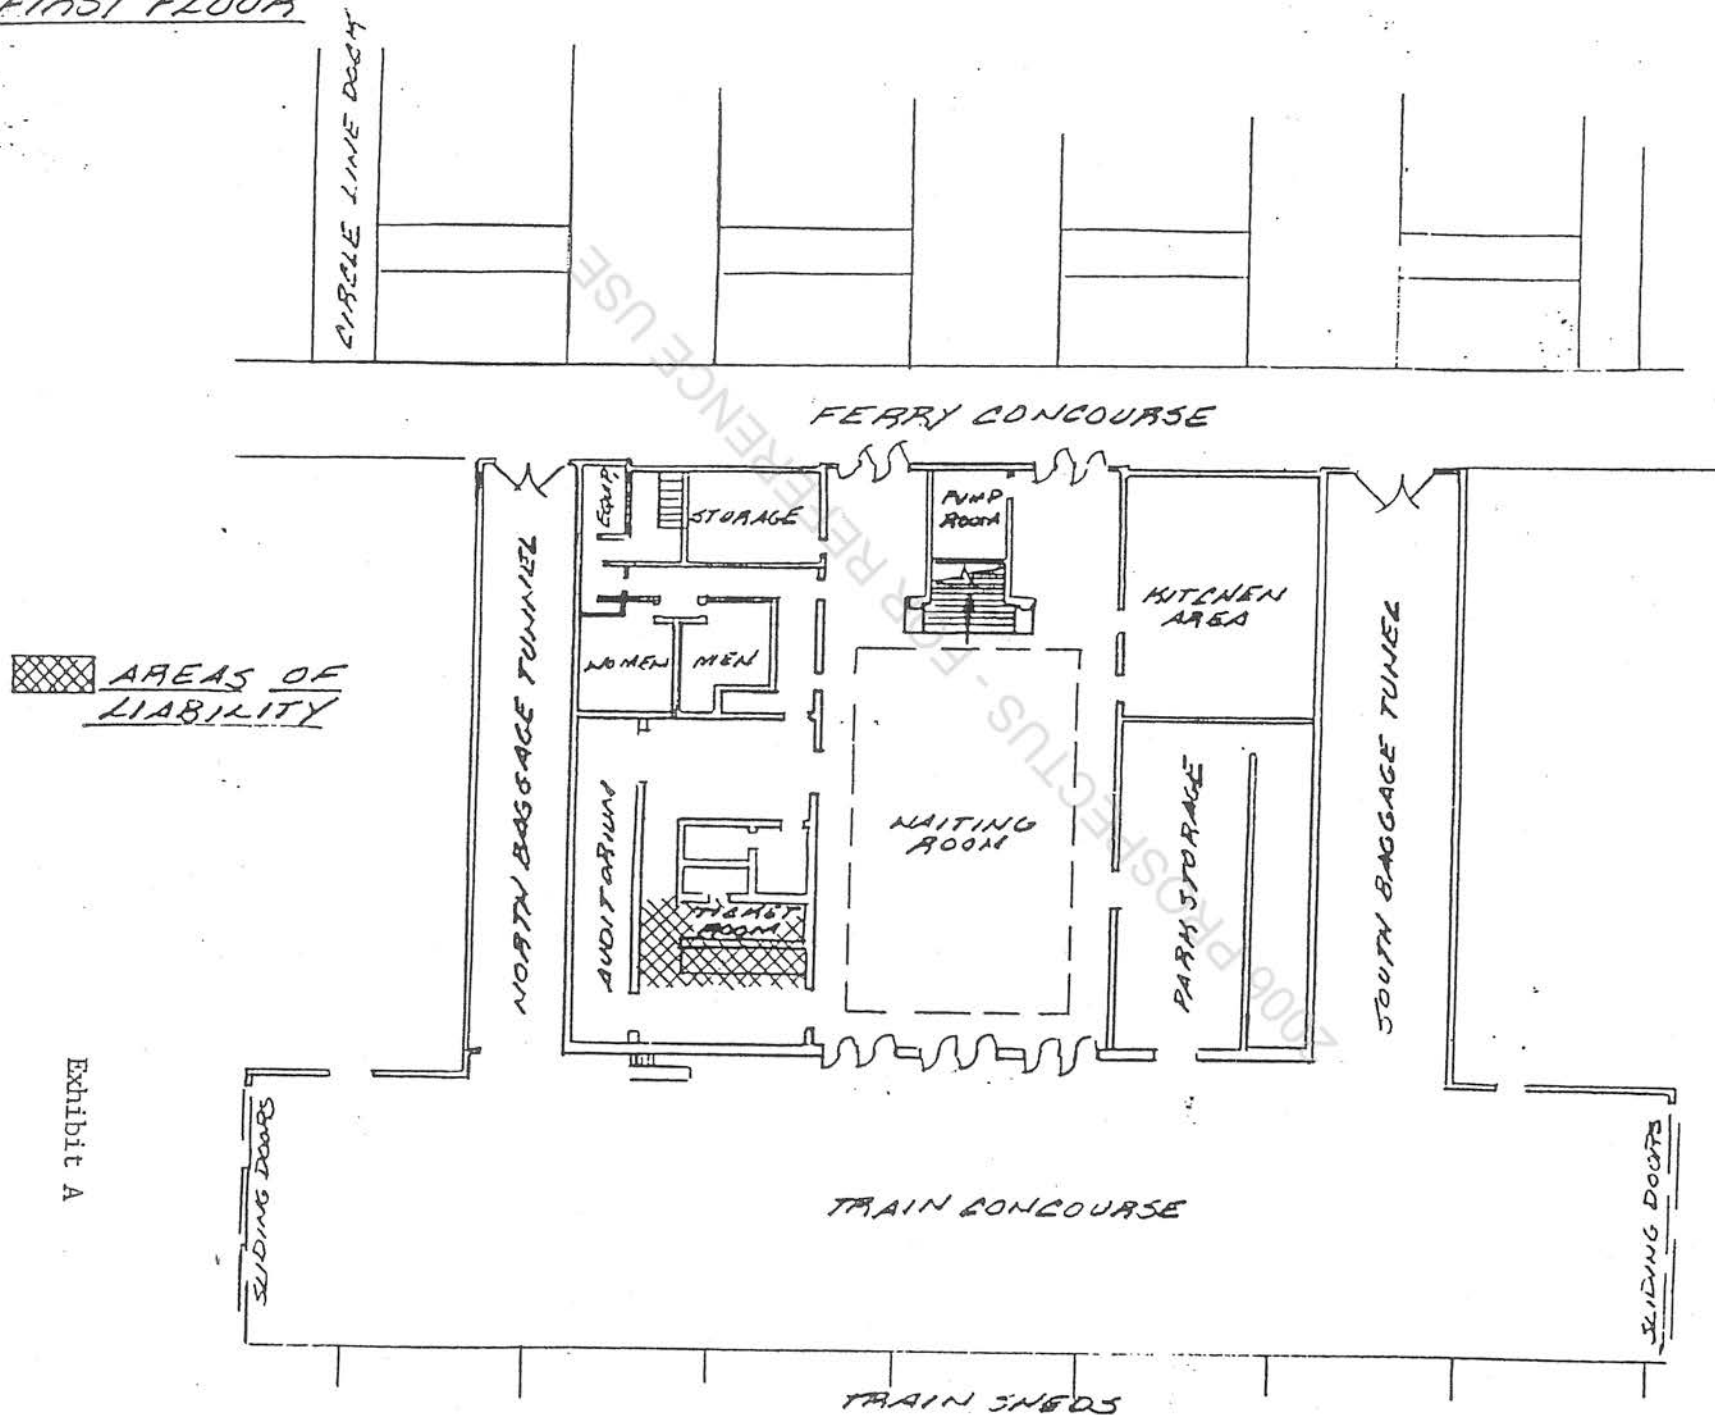 FIRST FLOOR
CIRCLE LINE DOCK
FERRY CONCOURSE
EQUIP.
STORAGE
PUMP
ROOM
KITCHEN
AREA
WOMEN
MEN
AREAS OF
LIABILITY
NORTH BAGGAGE TUNNEL
AUDITORIUM
TICKET
ROOM
WAITING
ROOM
PARK STORAGE
SOUTH BAGGAGE TUNNEL
2006 PROSPECTUS - FOR REFERENCE USE
Exhibit A
SLIDING DOORS
TRAIN CONCOURSE
SLIDING DOORS
TRAIN SHEDS